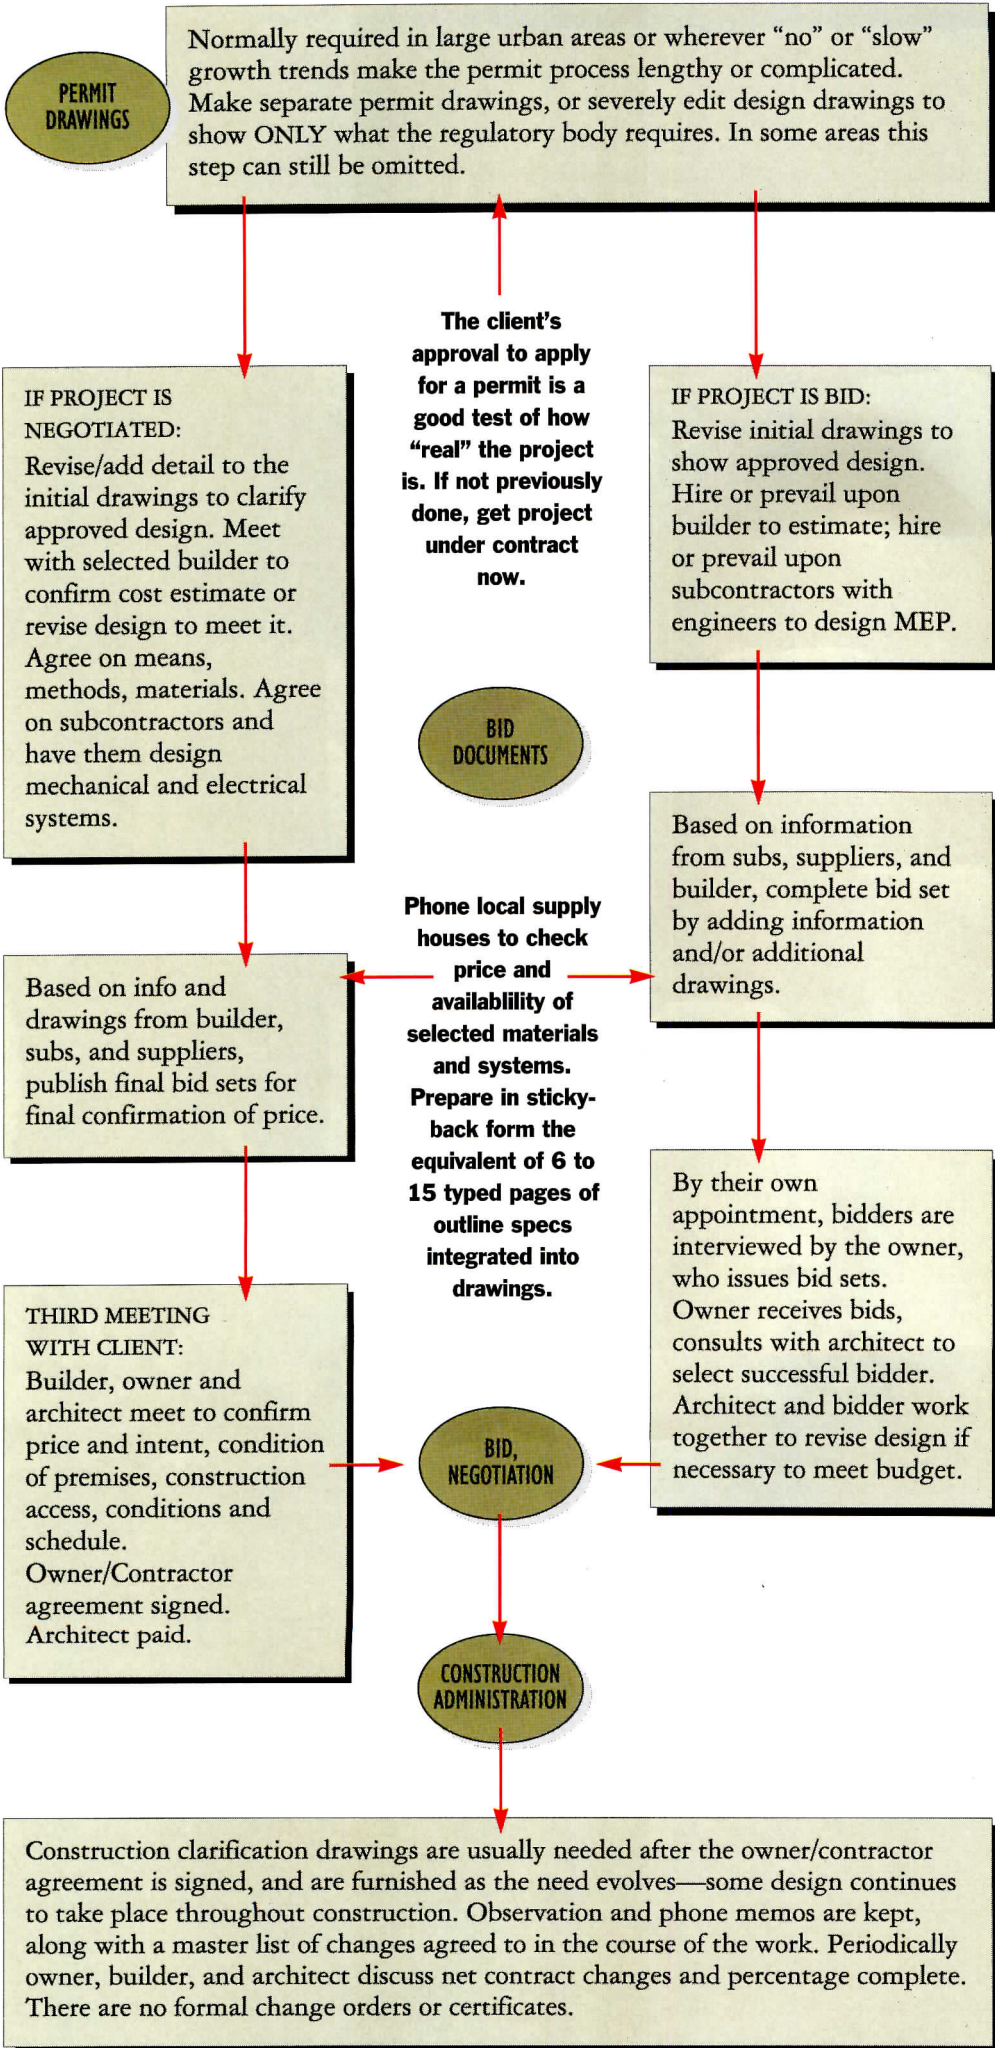 PERMIT
DRAWINGS
Normally required in large urban areas or wherever “no” or “slow”
growth trends make the permit process lengthy or complicated.
Make separate permit drawings, or severely edit design drawings to
show ONLY what the regulatory body requires. In some areas this
step can still be omitted.
The client’s
approval to apply
for a permit is a
good test of how
“real” the project
is. If not previously
done, get project
under contract
now.
IF PROJECT IS
NEGOTIATED:
Revise/add detail to the
initial drawings to clarify
approved design. Meet
with selected builder to
confirm cost estimate or
revise design to meet it.
Agree on means,
methods, materials. Agree
on subcontractors and
have them design
mechanical and electrical
systems.
IF PROJECT IS BID:
Revise initial drawings to
show approved design.
Hire or prevail upon
builder to estimate; hire
or prevail upon
subcontractors with
engineers to design MEP.
BID
DOCUMENTS
Based on information
from subs, suppliers, and
builder, complete bid set
by adding information
and/or additional
drawings.
Phone local supply
houses to check
price and
availablility of
selected materials
and systems.
Prepare in sticky-
back form the
equivalent of 6 to
15 typed pages of
outline specs
integrated into
drawings.
Based on info and
drawings from builder,
subs, and suppliers,
publish final bid sets for
final confirmation of price.
By their own
appointment, bidders are
interviewed by the owner,
who issues bid sets.
Owner receives bids,
consults with architect to
select successful bidder.
Architect and bidder work
together to revise design if
necessary to meet budget.
THIRD MEETING
WITH CLIENT:
Builder, owner and
architect meet to confirm
price and intent, condition
of premises, construction
access, conditions and
schedule.
Owner/Contractor
agreement signed.
Architect paid.
BID,
NEGOTIATION
CONSTRUCTION
ADMINISTRATION
Construction clarification drawings are usually needed after the owner/contractor
agreement is signed, and are furnished as the need evolves—some design continues
to take place throughout construction. Observation and phone memos are kept,
along with a master list of changes agreed to in the course of the work. Periodically
owner, builder, and architect discuss net contract changes and percentage complete.
There are no formal change orders or certificates.